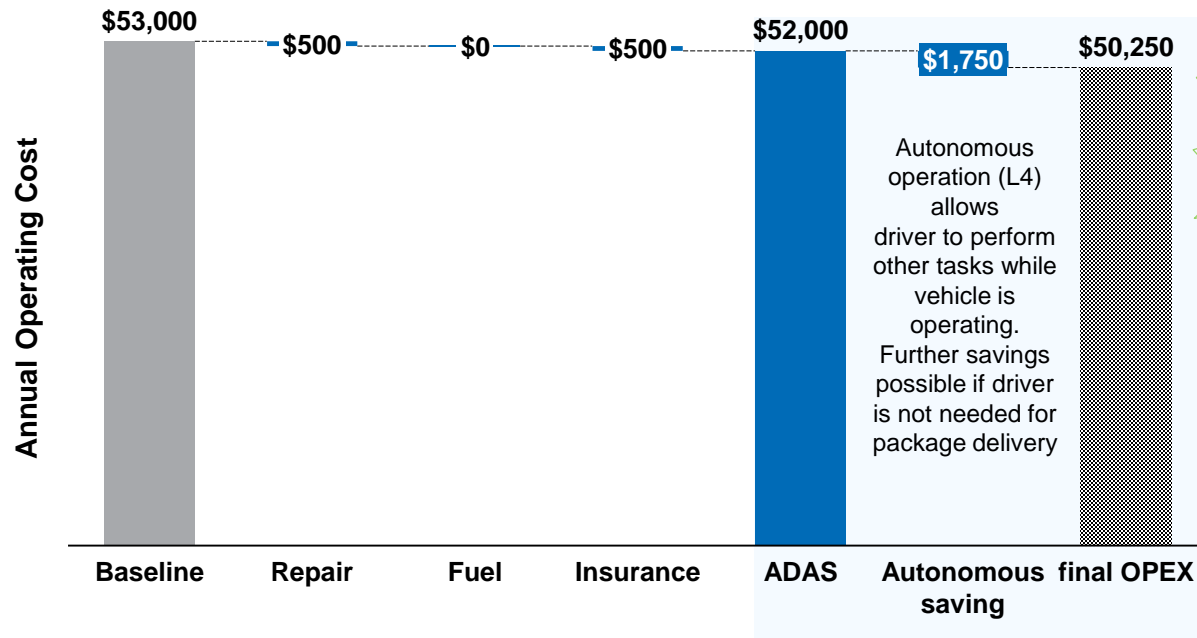 $53,000
$500
$0
$500
$52,000
$1,750
$50,250
Annual Operating Cost
Autonomous
operation (L4)
allows
driver to perform
other tasks while
vehicle is
operating.
Further savings
possible if driver
is not needed for
package delivery
Baseline
Repair
Fuel
Insurance
ADAS
Autonomous
saving
final OPEX